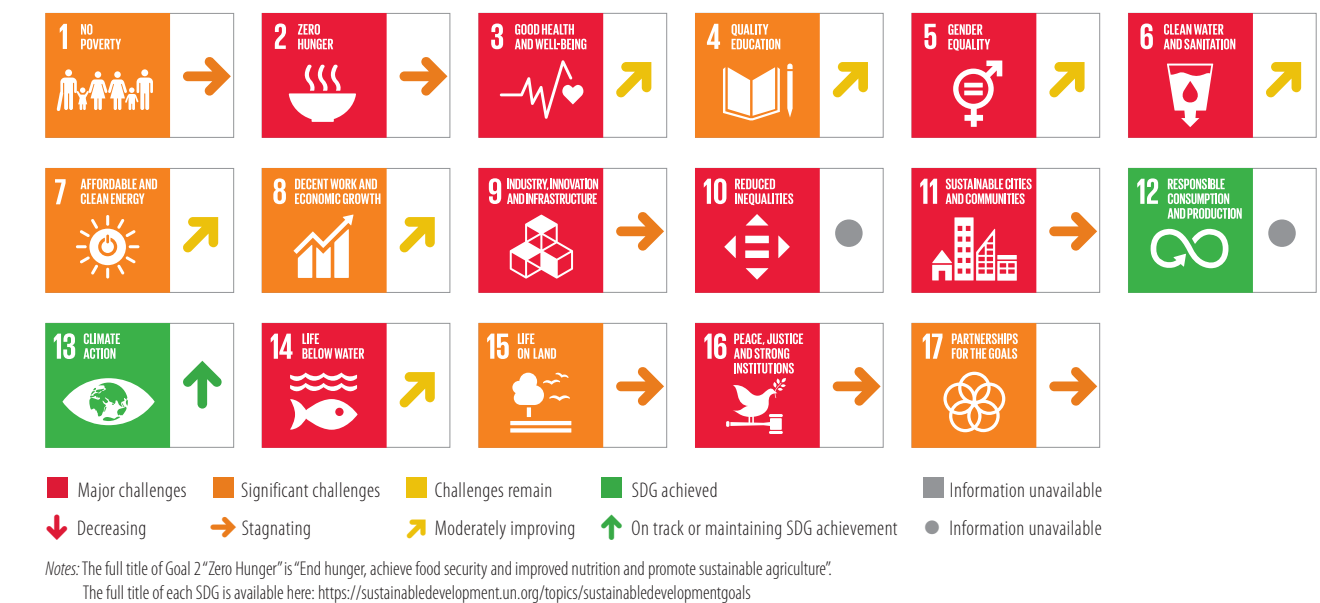 1 NO
POVERTY
2 ZERO
HUNGER
3 GOOD HEALTH
AND WELL-BEING
4 QUALITY
EDUCATION
5 GENDER
EQUALITY
6 CLEAN WATER
AND SANITATION
7 AFFORDABLE AND
CLEAN ENERGY
8 DECENT WORK AND
ECONOMIC GROWTH
9 INDUSTRY, INNOVATION
AND INFRASTRUCTURE
10 REDUCED
INEQUALITIES
11 SUSTAINABLE CITIES
AND COMMUNITIES
12 RESPONSIBLE
CONSUMPTION
AND PRODUCTION
13 CLIMATE
ACTION
14 LIFE
BELOW WATER
15 LIFE
ON LAND
16 PEACE, JUSTICE
AND STRONG
INSTITUTIONS
17 PARTNERSHIPS
FOR THE GOALS
Major challenges Significant challenges Challenges remain SDG achieved Information unavailable
Decreasing Stagnating Moderately improving On track or maintaining SDG achievement Information unavailable
Notes: The full title of Goal 2 “Zero Hunger” is “End hunger, achieve food security and improved nutrition and promote sustainable agriculture”.
The full title of each SDG is available here: https://sustainabledevelopment.un.org/topics/sustainabledevelopmentgoals